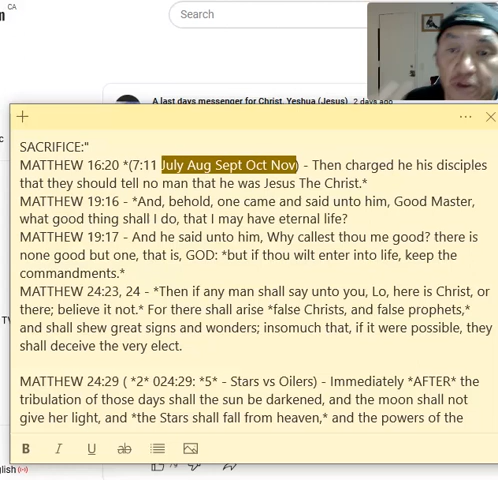 CA
Search
A last days messenger for Christ, Yeshua (Jesus) 2 days ago
SACRIFICE:"
MATTHEW 16:20 *(7:11 July Aug Sept Oct Nov) - Then charged he his disciples
that they should tell no man that he was Jesus The Christ.*
MATTHEW 19:16 - *And, behold, one came and said unto him, Good Master,
what good thing shall I do, that I may have eternal life?
MATTHEW 19:17 - And he said unto him, Why callest thou me good? there is
none good but one, that is, GOD: *but if thou wilt enter into life, keep the
commandments.*
MATTHEW 24:23, 24 - *Then if any man shall say unto you, Lo, here is Christ, or
there; believe it not.* For there shall arise *false Christs, and false prophets,*
and shall shew great signs and wonders; insomuch that, if it were possible, they
shall deceive the very elect.
MATTHEW 24:29 ( *2* 024:29: *5* - Stars vs Oilers) - Immediately *AFTER* the
tribulation of those days shall the sun be darkened, and the moon shall not
give her light, and *the Stars shall fall from heaven,* and the powers of the
B I U ab
glish